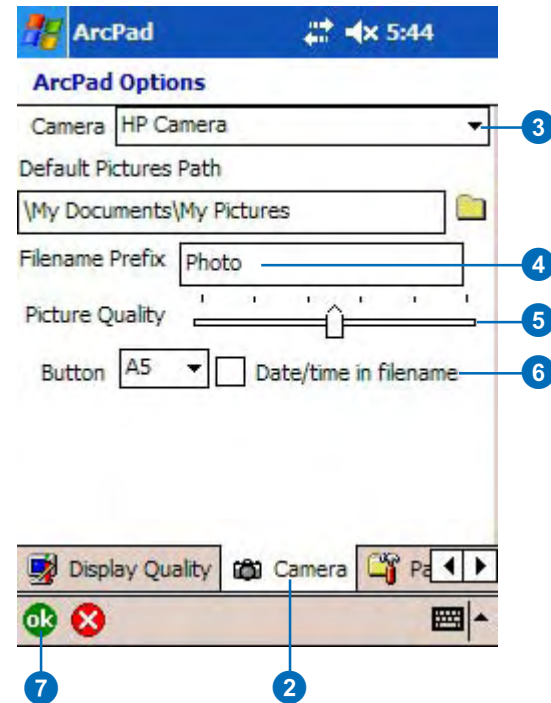 ArcPad 5:44
ArcPad Options
Camera HP Camera 3
Default Pictures Path
\My Documents\My Pictures
Filename Prefix Photo 4
Picture Quality 5
Button A5 Date/time in filename 6
Display Quality Camera Pa
ok
7 2